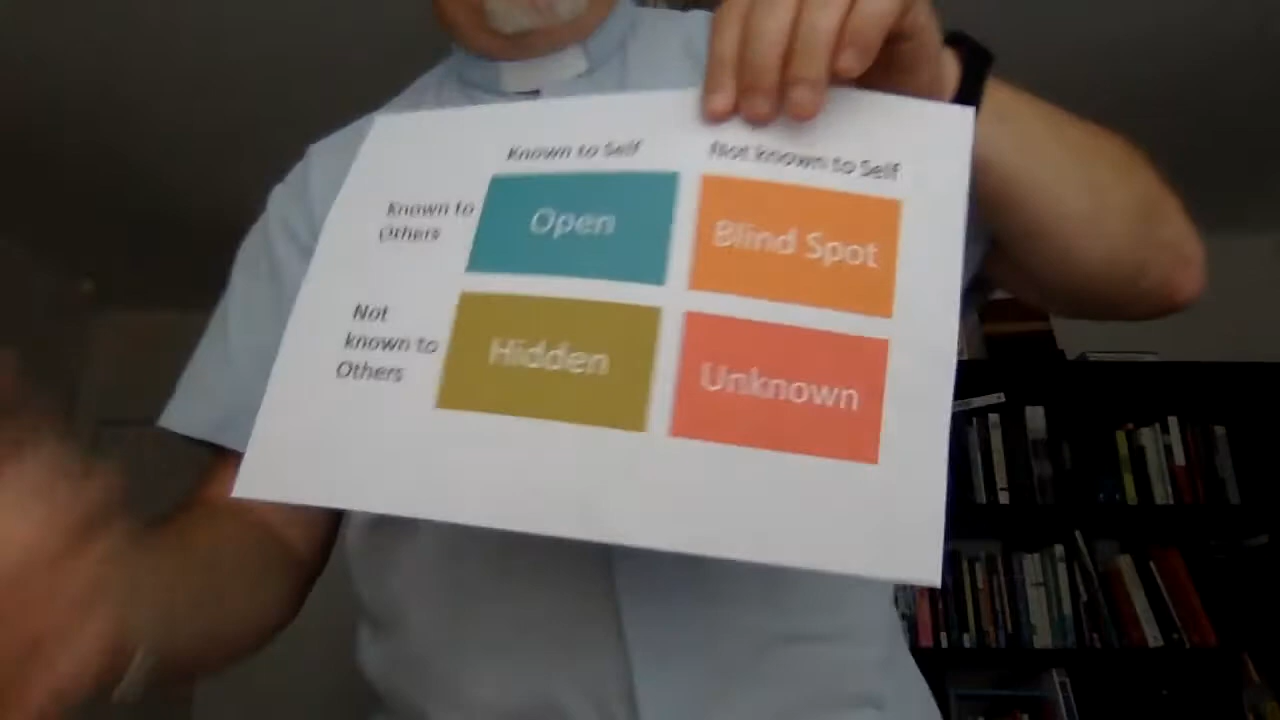 Known to Self
Not known to Self
Known to
Others
Open
Blind Spot
Not
known to
Others
Hidden
Unknown